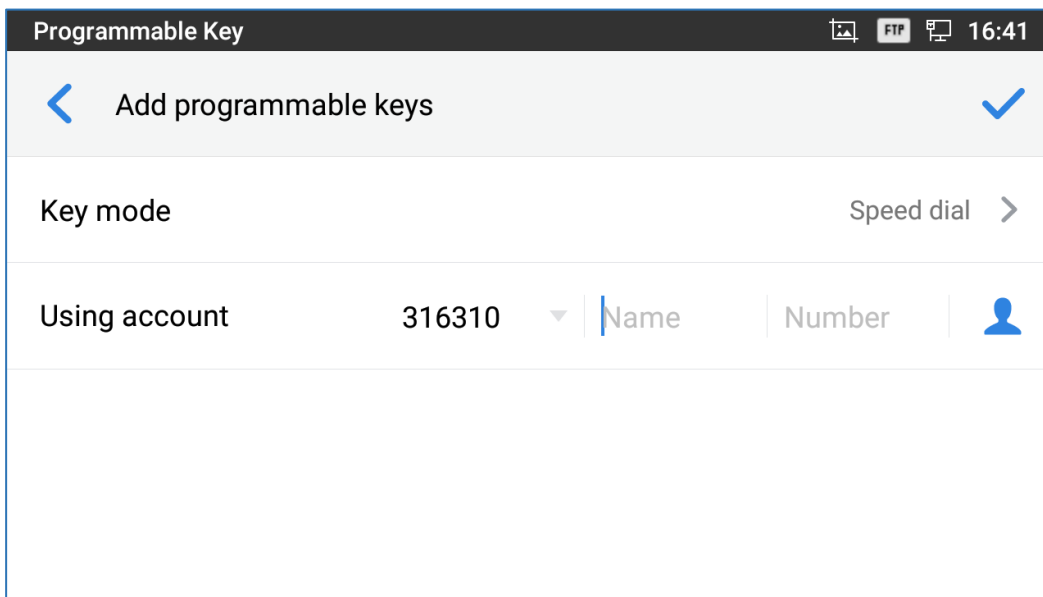 Programmable Key FTP 16:41
Add programmable keys
Key mode Speed dial
Using account 316310 Name Number